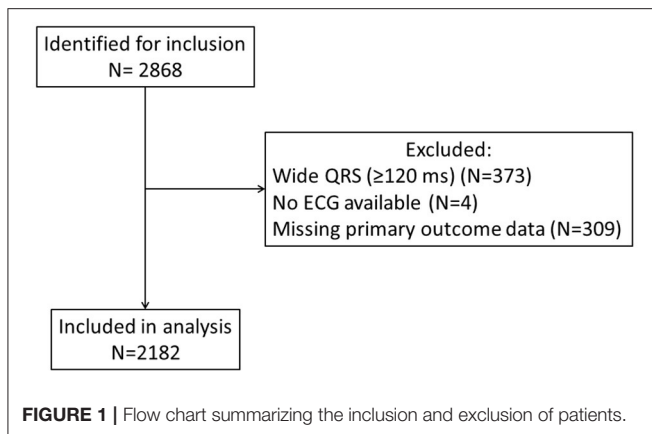 Identified for inclusion
N= 2868
Excluded:
Wide QRS (≥120 ms) (N=373)
No ECG available (N=4)
Missing primary outcome data (N=309)
Included in analysis
N=2182
FIGURE 1 | Flow chart summarizing the inclusion and exclusion of patients.